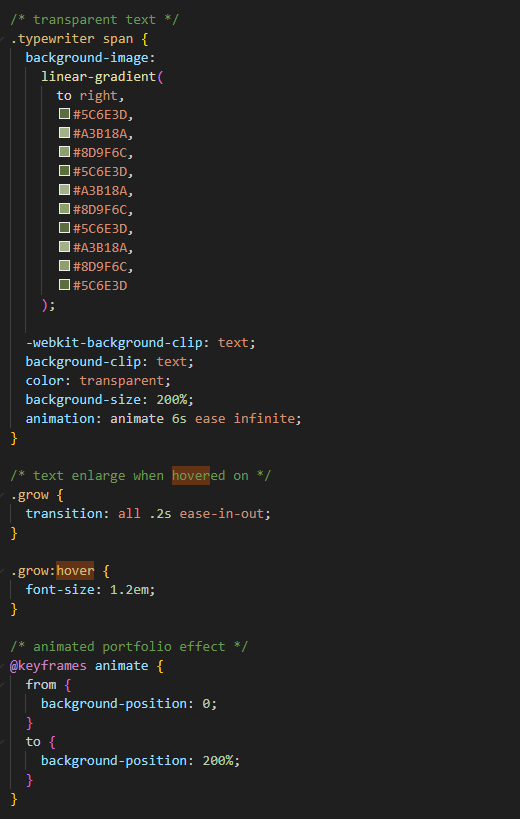 /* transparent text */
.typewriter span {
background-image:
linear-gradient(
to right,
#5C6E3D,
#A3B18A,
#8D9F6C,
#5C6E3D,
#A3B18A,
#8D9F6C,
#5C6E3D,
#A3B18A,
#8D9F6C,
#5C6E3D
);
-webkit-background-clip: text;
background-clip: text;
color: transparent;
background-size: 200%;
animation: animate 6s ease infinite;
}
/* text enlarge when hovered on */
.grow {
transition: all .2s ease-in-out;
}
.grow:hover {
font-size: 1.2em;
}
/* animated portfolio effect */
@keyframes animate {
from {
background-position: 0;
}
to {
background-position: 200%;
}
}